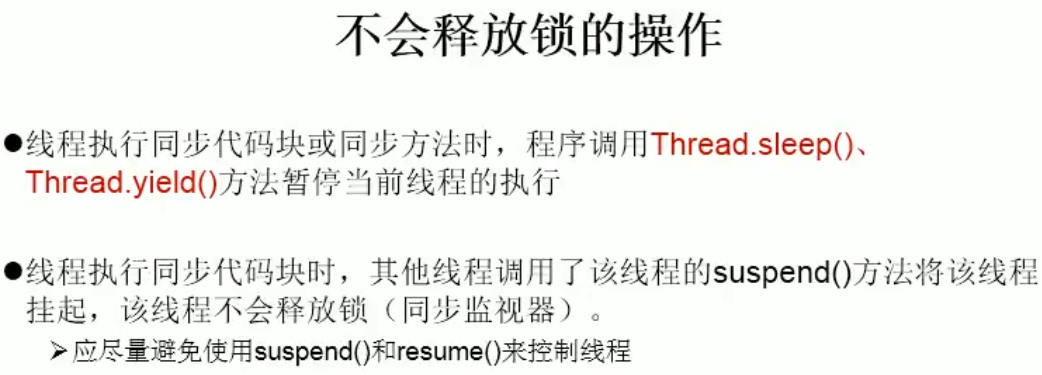 不会释放锁的操作
●线程执行同步代码块或同步方法时，程序调用Thread.sleep()、
Thread.yield()方法暂停当前线程的执行
●线程执行同步代码块时，其他线程调用了该线程的suspend()方法将该线程
挂起，该线程不会释放锁（同步监视器）。
➢应尽量避免使用suspend()和resume()来控制线程